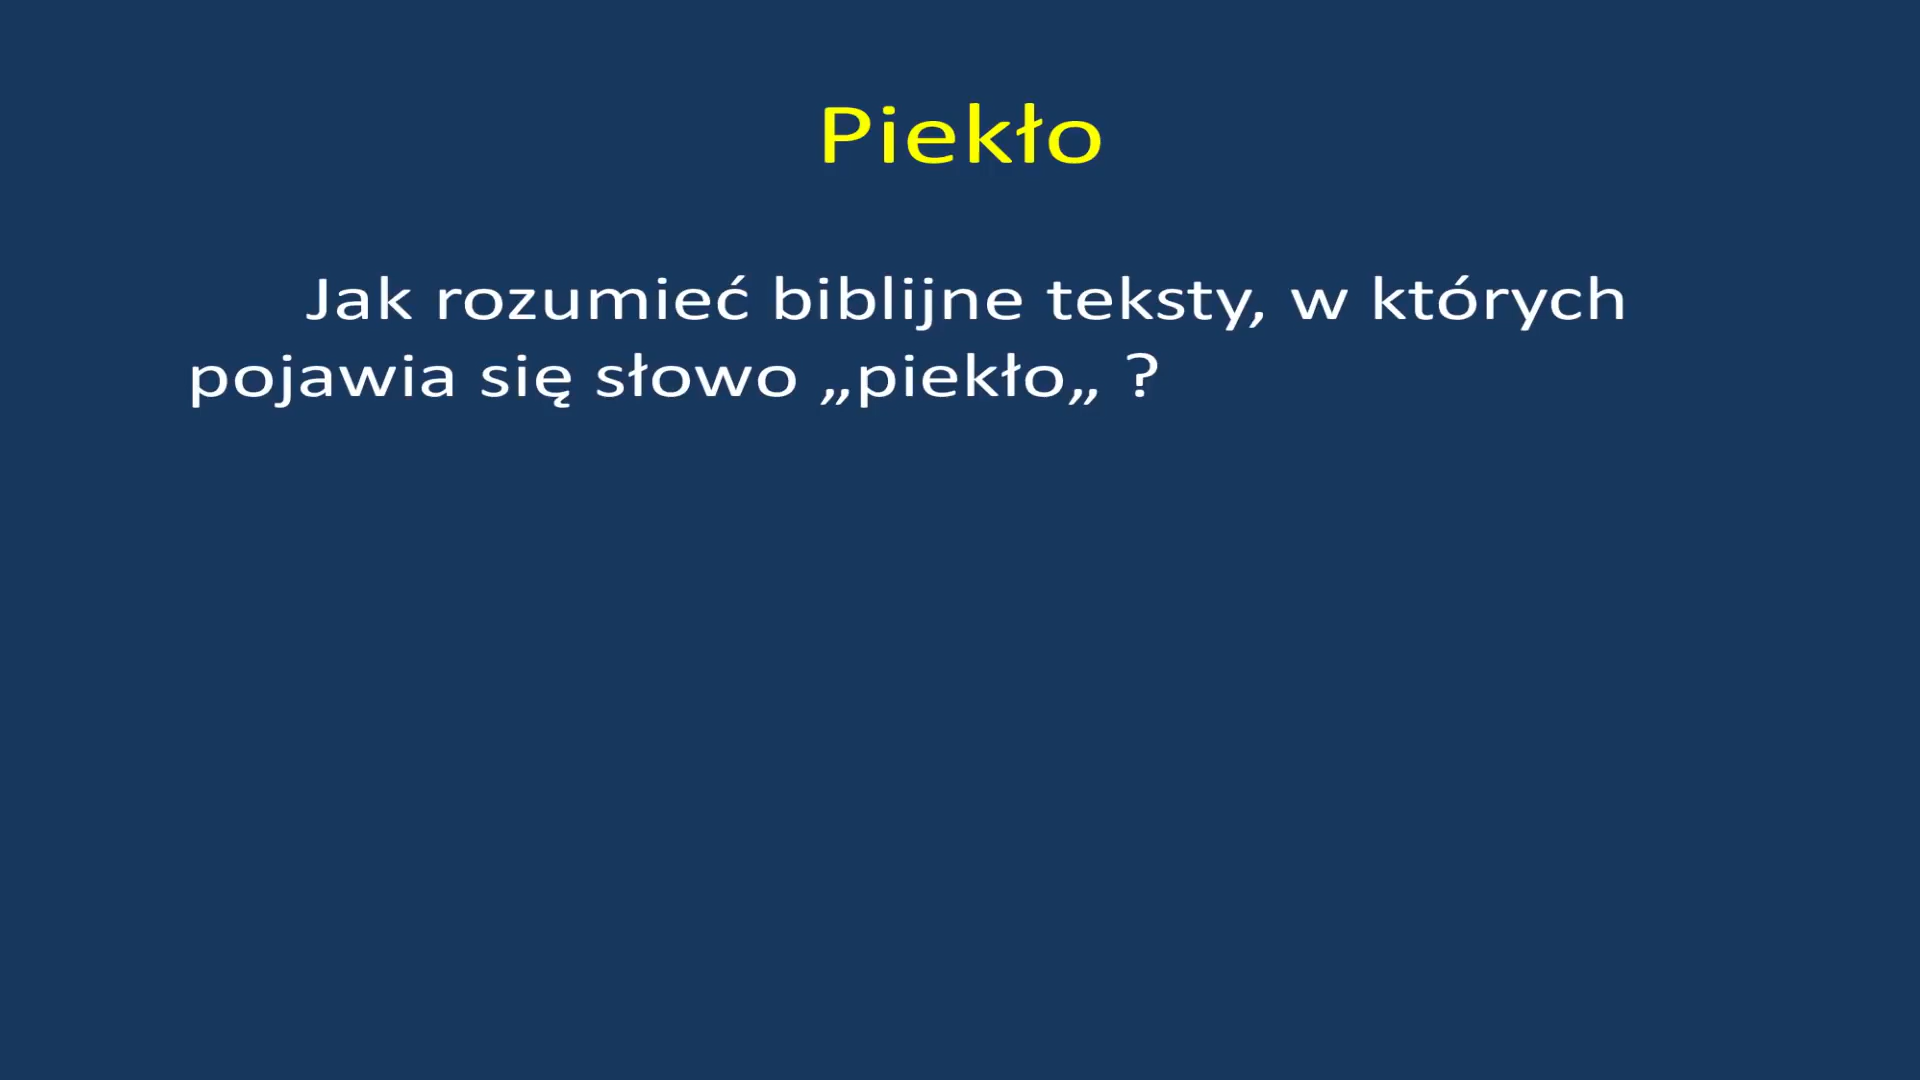 Piekło
Jak rozumieć biblijne teksty, w których
pojawia się słowo „piekło„ ?